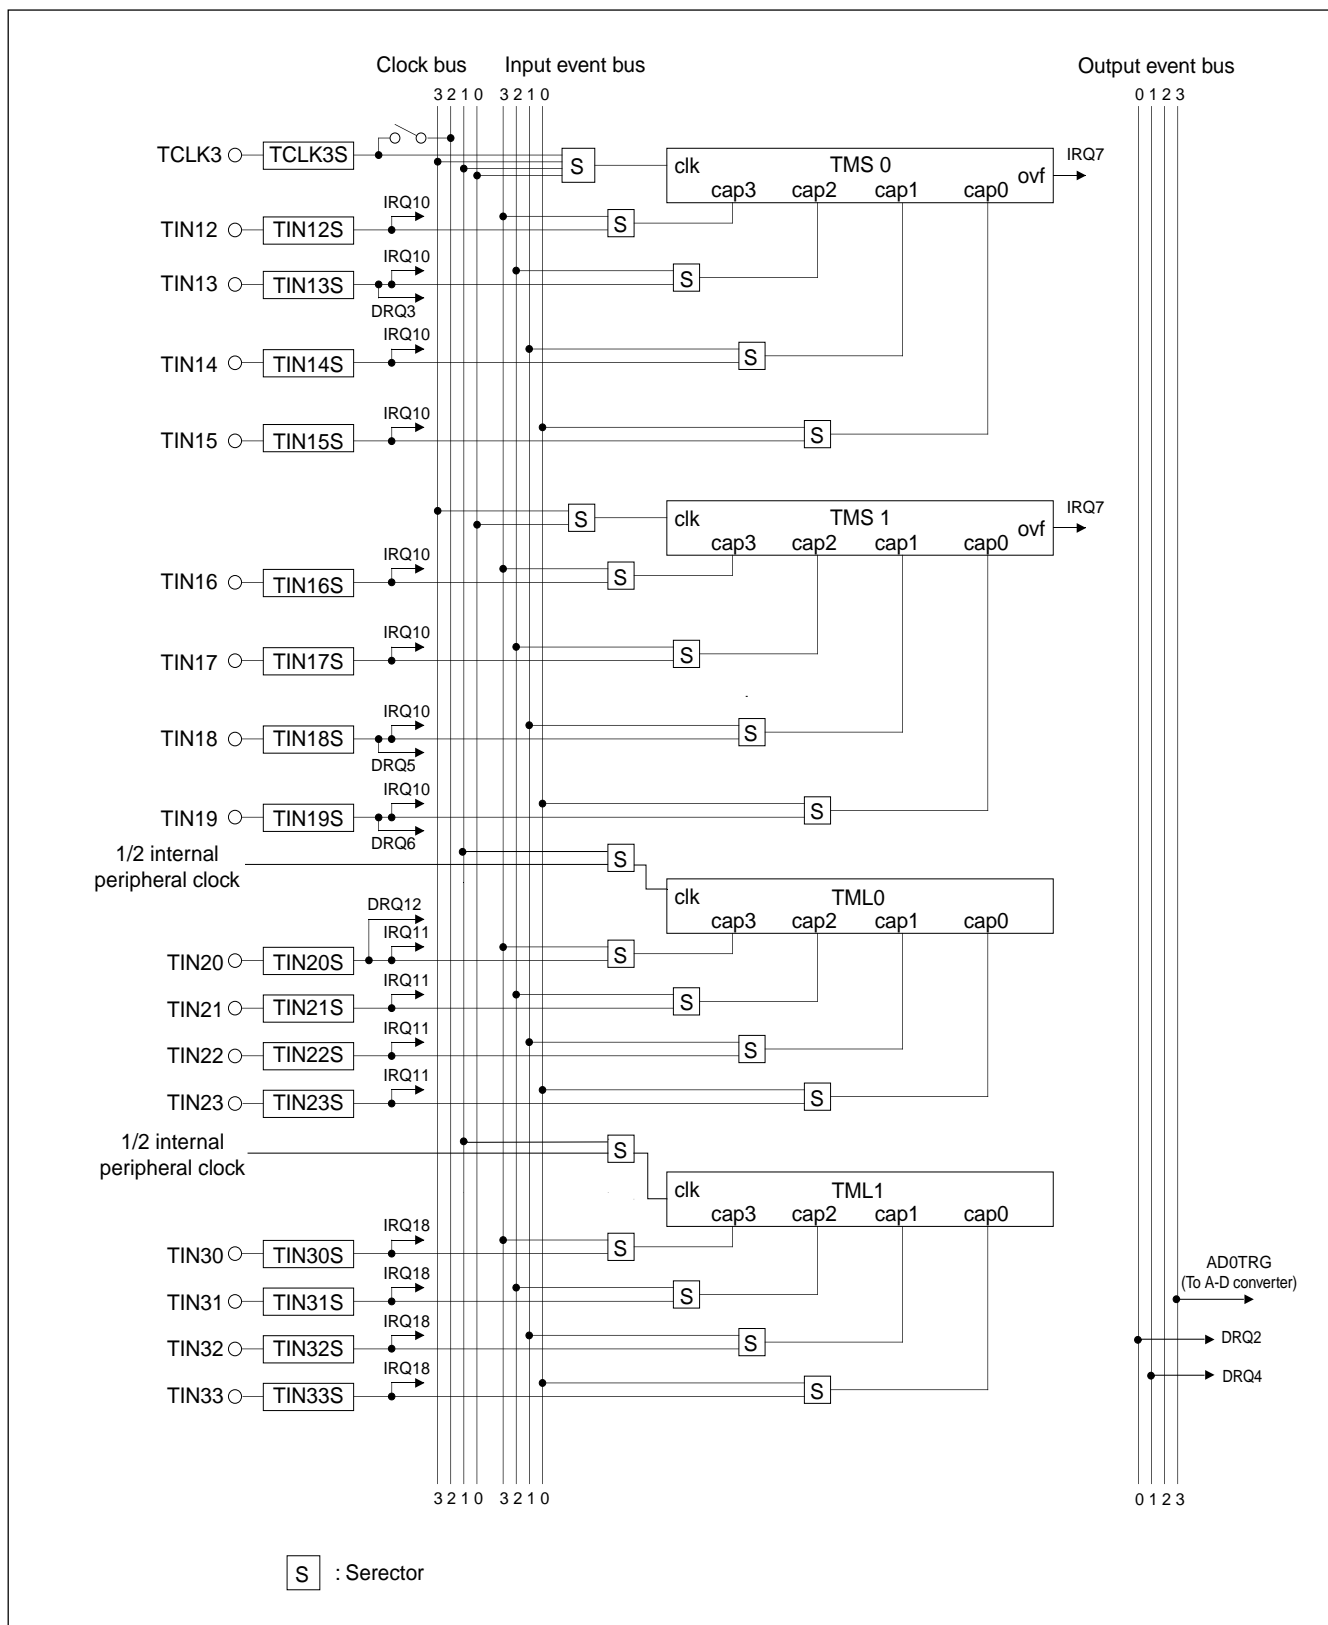 Clock bus Input event bus Output event bus
3 2 1 0 3 2 1 0 0 1 2 3
TCLK3 TCLK3S S clk TMS 0 ovf IRQ7
cap3 cap2 cap1 cap0
IRQ10
TIN12 TIN12S S
IRQ10
TIN13 TIN13S S
DRQ3
IRQ10
TIN14 TIN14S S
IRQ10
TIN15 TIN15S S
S clk TMS 1 ovf IRQ7
cap3 cap2 cap1 cap0
IRQ10
TIN16 TIN16S S
IRQ10
TIN17 TIN17S S
IRQ10
TIN18 TIN18S S
DRQ5
IRQ10
TIN19 TIN19S S
DRQ6
1/2 internal
peripheral clock
S
clk TML0
cap3 cap2 cap1 cap0
DRQ12
IRQ11
TIN20 TIN20S S
IRQ11
TIN21 TIN21S S
IRQ11
TIN22 TIN22S S
IRQ11
TIN23 TIN23S S
1/2 internal
peripheral clock
S
clk TML1
cap3 cap2 cap1 cap0
IRQ18
TIN30 TIN30S S
IRQ18
TIN31 TIN31S S
IRQ18
TIN32 TIN32S S
IRQ18
TIN33 TIN33S S
AD0TRG
(To A-D converter)
DRQ2
DRQ4
3 2 1 0 3 2 1 0 0 1 2 3
S : Serector